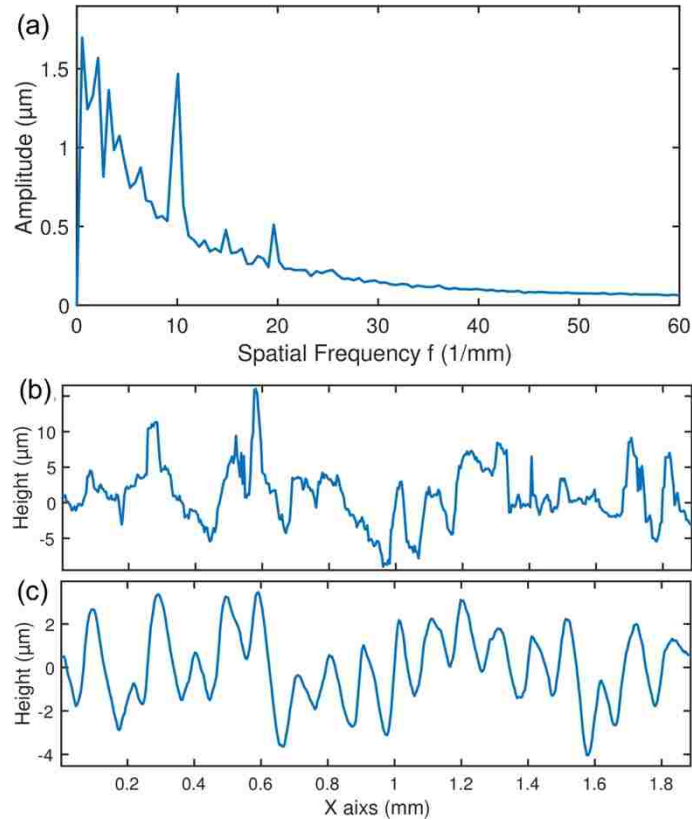 (a)
Amplitude (μm)
1.5
1
0.5
0
0 10 20 30 40 50 60
Spatial Frequency f (1/mm)
(b)
Height (μm)
10
5
0
-5
(c)
Height (μm)
2
0
-2
-4
0.2 0.4 0.6 0.8 1 1.2 1.4 1.6 1.8
X aixs (mm)